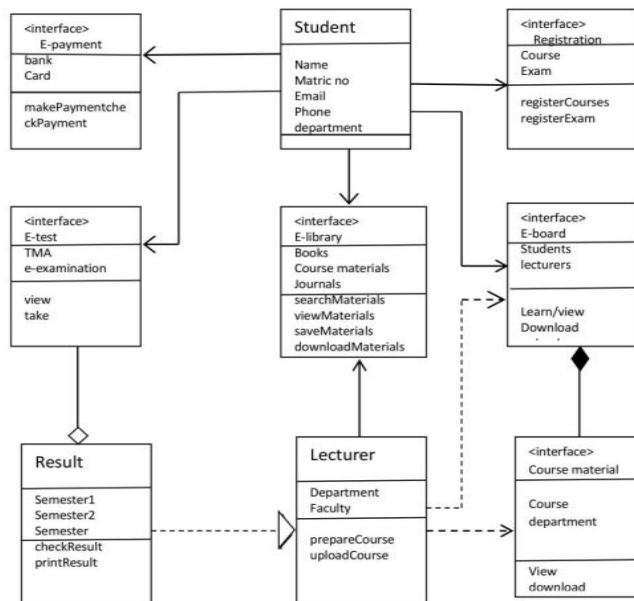 <interface>
E-payment
bank
Card
makePaymentche
ckPayment
Student
Name
Matric no
Email
Phone
department
<interface>
Registration
Course
Exam
registerCourses
registerExam
<interface>
E-test
TMA
e-examination
view
take
<interface>
E-library
Books
Course materials
Journals
searchMaterials
viewMaterials
saveMaterials
downloadMaterials
<interface>
E-board
Students
lecturers
Learn/view
Download
Result
Semester1
Semester2
Semester
checkResult
printResult
Lecturer
Department
Faculty
prepareCourse
uploadCourse
<interface>
Course material
Course
department
View
download